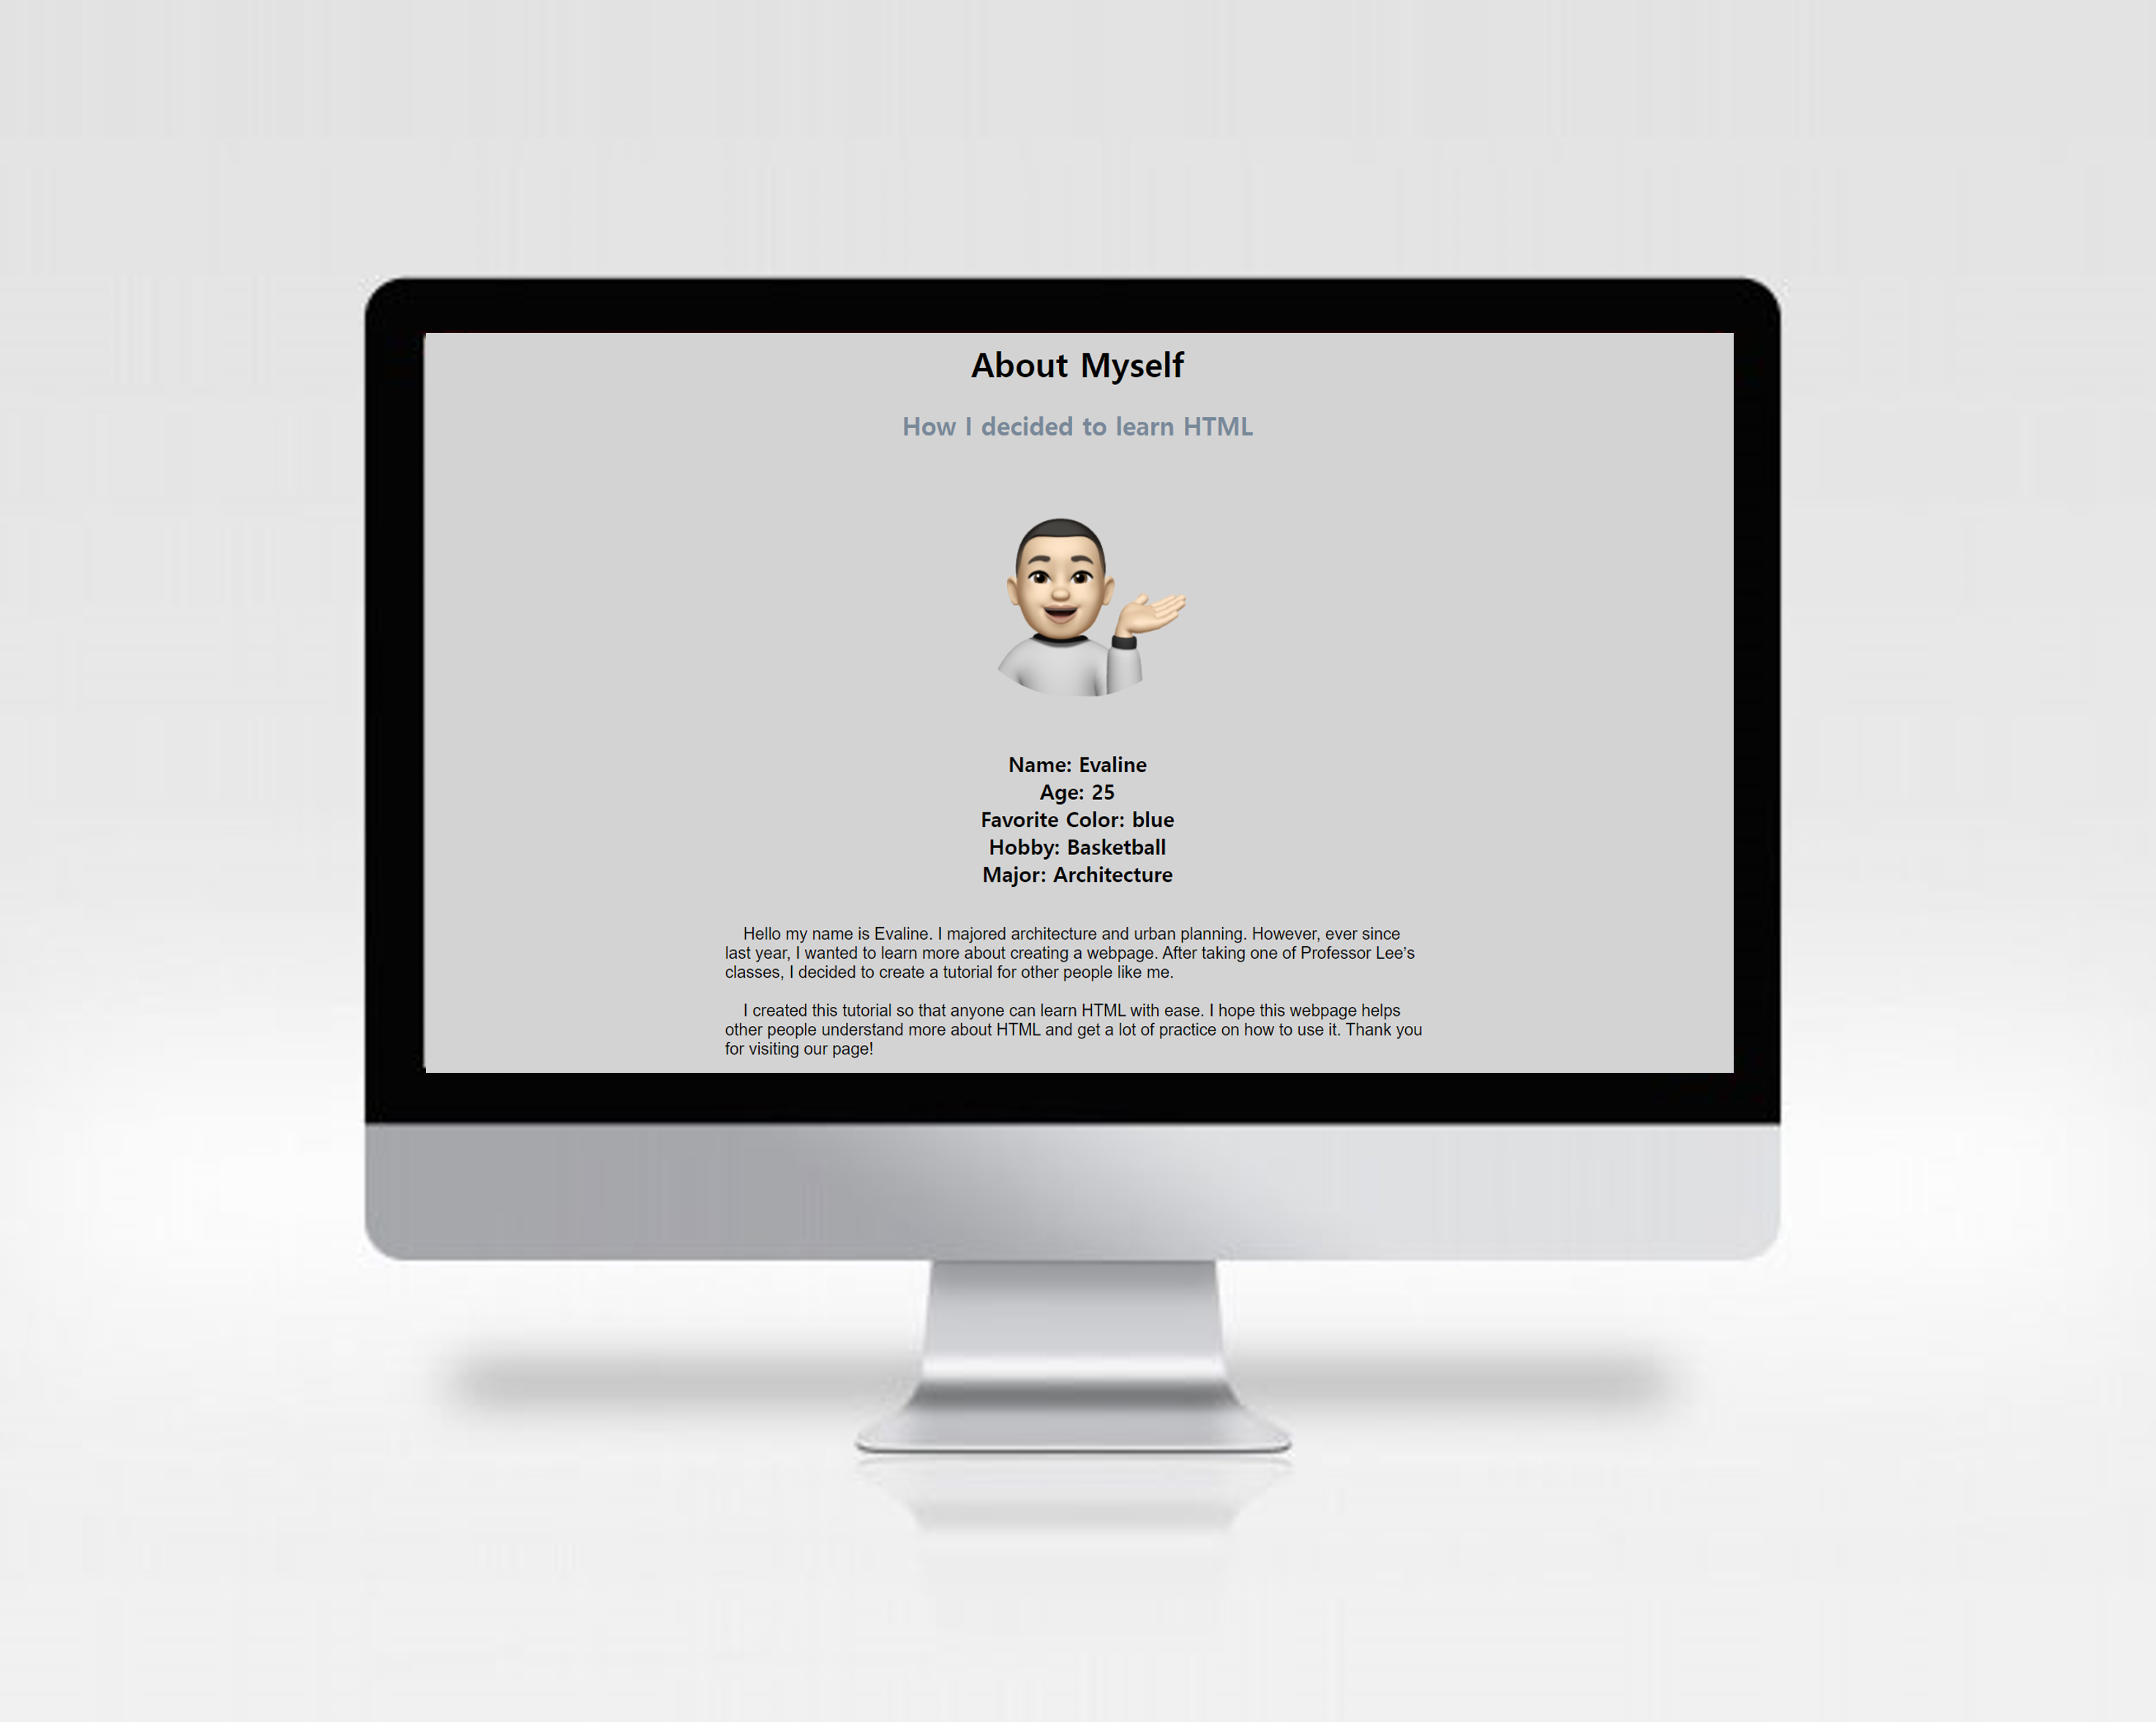 About Myself
How I decided to learn HTML
Name: Evaline
Age: 25
Favorite Color: blue
Hobby: Basketball
Major: Architecture
Hello my name is Evaline. I majored architecture and urban planning. However, ever since
last year, I wanted to learn more about creating a webpage. After taking one of Professor Lee’s
classes, I decided to create a tutorial for other people like me.
I created this tutorial so that anyone can learn HTML with ease. I hope this webpage helps
other people understand more about HTML and get a lot of practice on how to use it. Thank you
for visiting our page!